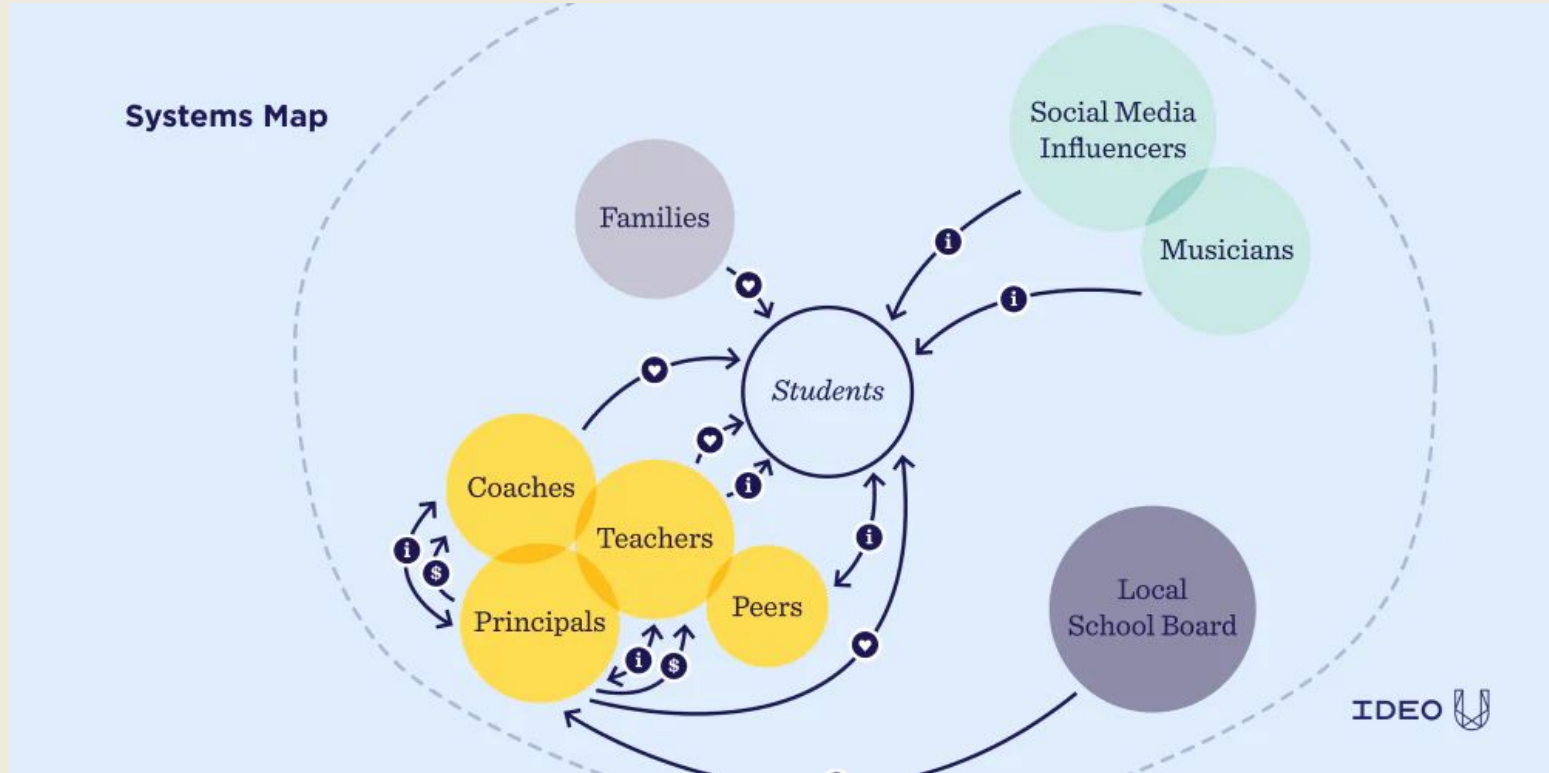 Systems Map
Social Media
Influencers
Families
Musicians
i
i
Students
Coaches
i
Teachers
i
i
$
Peers
Principals
Local
School Board
i
$
IDEO U